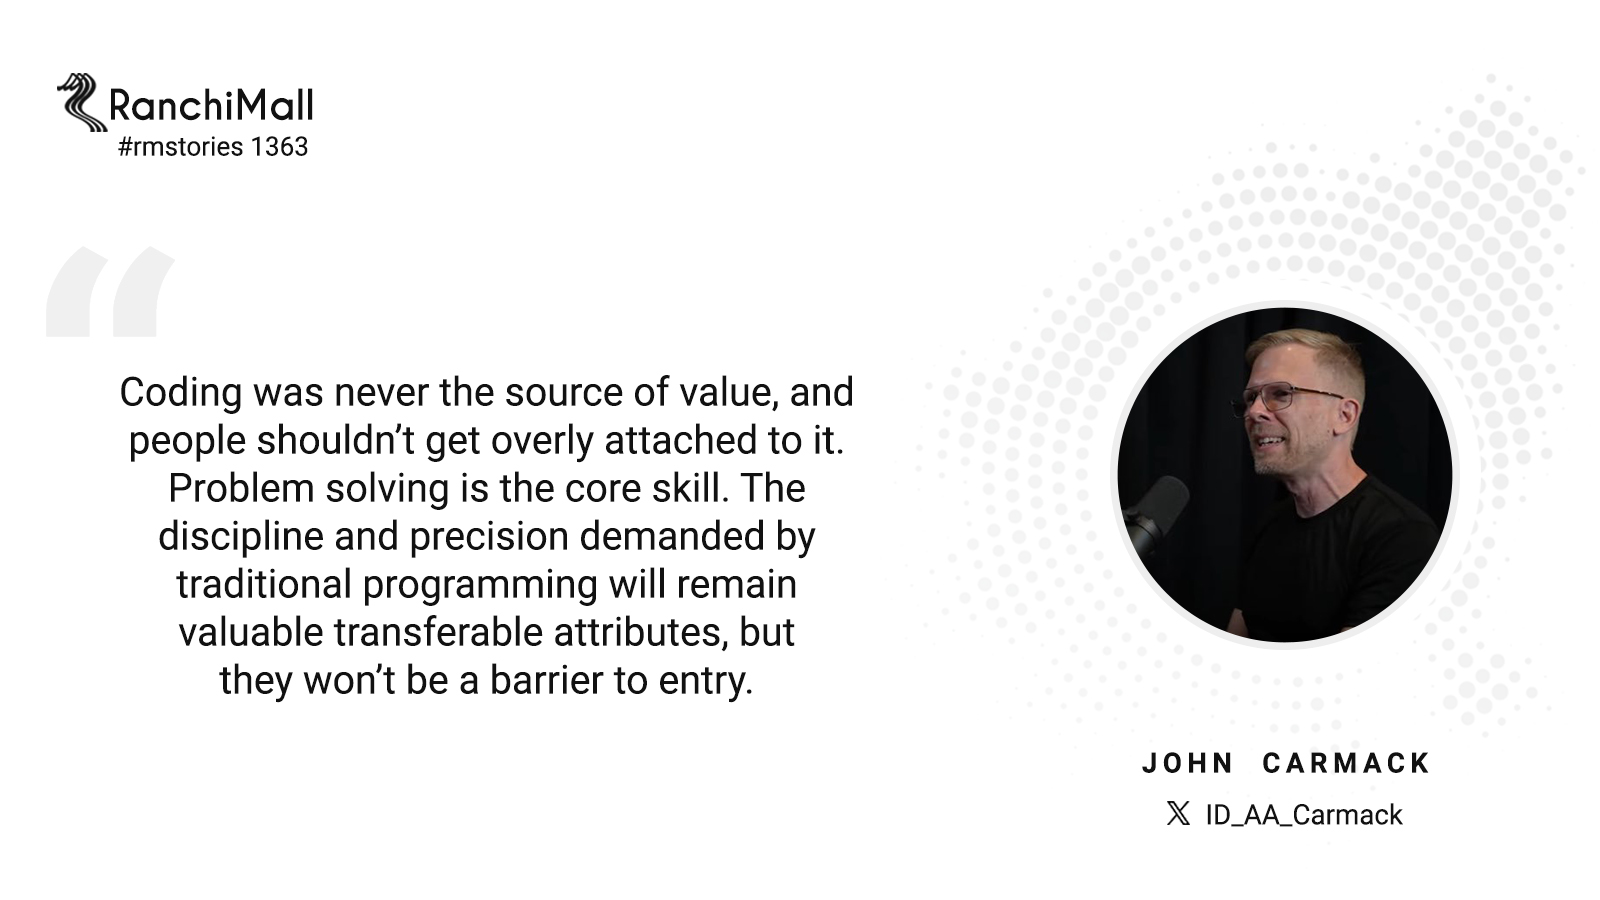 RanchiMall
#rmstories 1363
Coding was never the source of value, and
people shouldn’t get overly attached to it.
Problem solving is the core skill. The
discipline and precision demanded by
traditional programming will remain
valuable transferable attributes, but
they won’t be a barrier to entry.
JOHN CARMACK
𝕏 ID_AA_Carmack